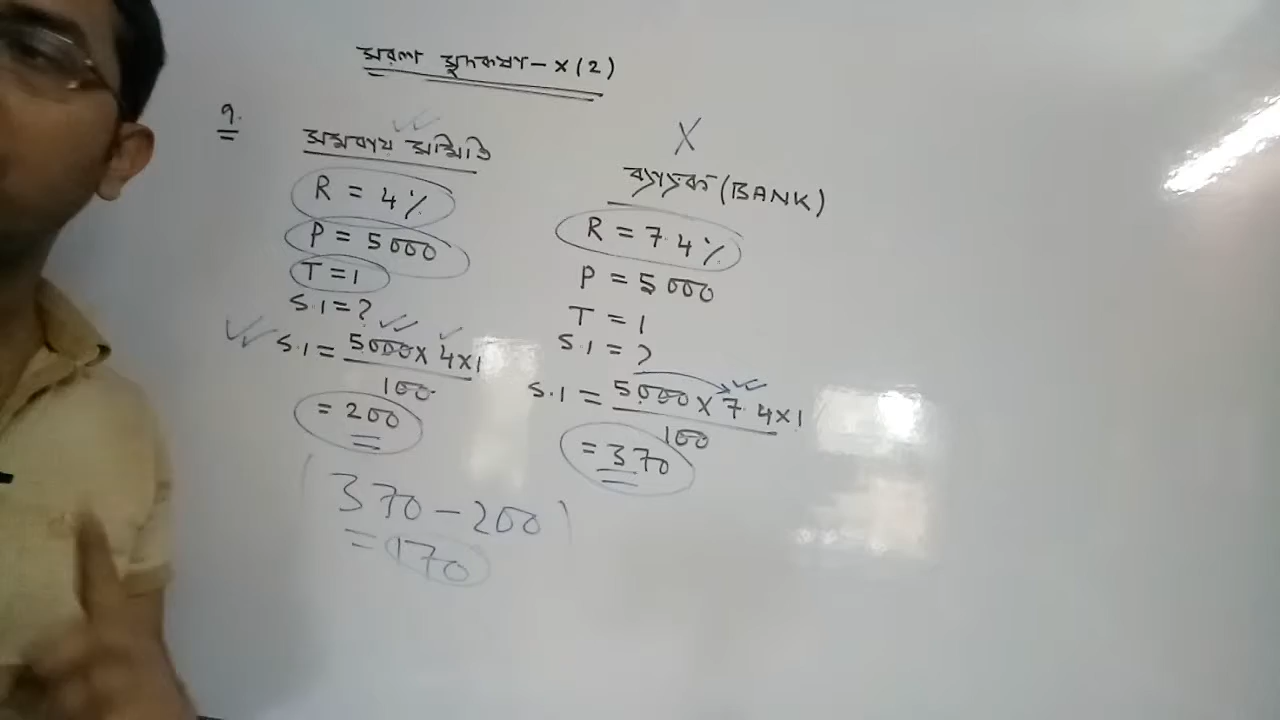 সরল সুদকষা - X (2)
৭.
সমবায় সমিতি
R = 4%
P = 5000
T = 1
S.I = ?
S.I = 5000 x 4 x 1
100
= 200
370 - 200
= 170
X
ব্যাঙ্ক (BANK)
R = 7.4%
P = 5000
T = 1
S.I = ?
S.I = 5000 x 7.4 x 1
100
= 370